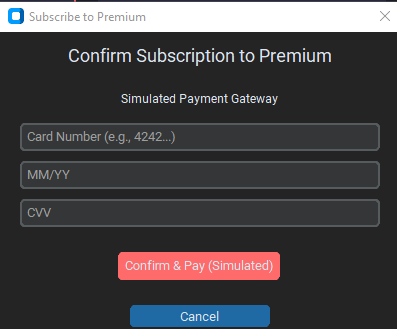 Subscribe to Premium
Confirm Subscription to Premium
Simulated Payment Gateway
Card Number (e.g., 4242...)
MM/YY
CVV
Confirm & Pay (Simulated)
Cancel